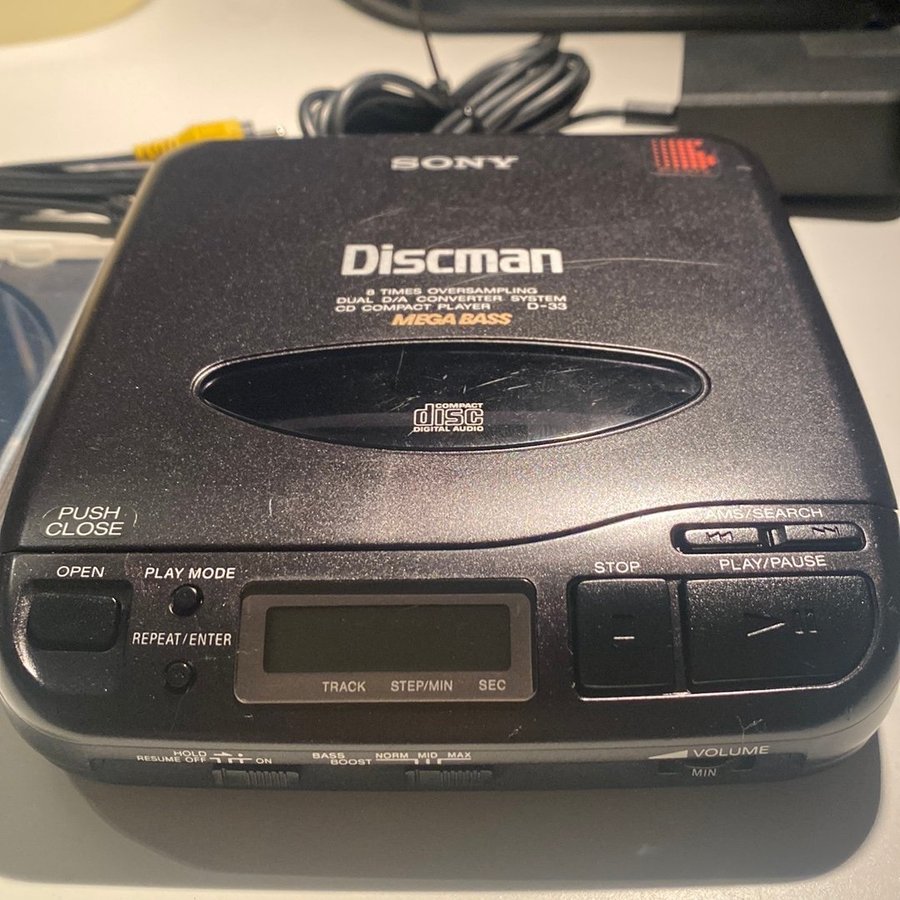 SONY
Discman
8 TIMES OVERSAMPLING
DUAL D/A CONVERTER SYSTEM
CD COMPACT PLAYER D-33
MEGA BASS
COMPACT
disc
DIGITAL AUDIO
PUSH
CLOSE
AMS/SEARCH
OPEN
PLAY MODE
STOP
PLAY/PAUSE
REPEAT/ENTER
TRACK STEP/MIN SEC
HOLD
RESUME OFF ON
BASS
BOOST
NORM MID MAX
VOLUME
MIN